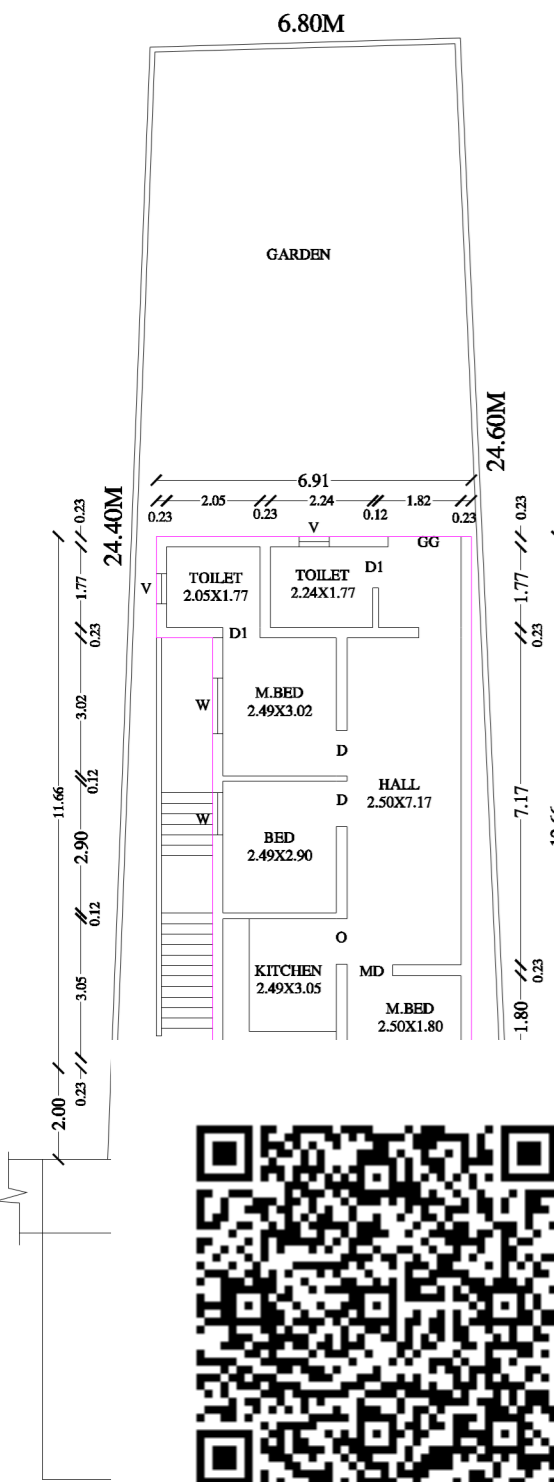 6.80M
GARDEN
24.60M
24.40M
6.91
2.05
2.24
1.82
0.23
0.23
0.12
0.23
V
GG
0.23
1.77
0.23
3.02
0.12
2.90
0.12
3.05
0.23
11.66
2.00
0.23
1.77
0.23
7.17
0.23
1.80
V
TOILET
2.05X1.77
TOILET
2.24X1.77
D1
D1
W
M.BED
2.49X3.02
D
D
HALL
2.50X7.17
W
BED
2.49X2.90
O
KITCHEN
2.49X3.05
MD
M.BED
2.50X1.80